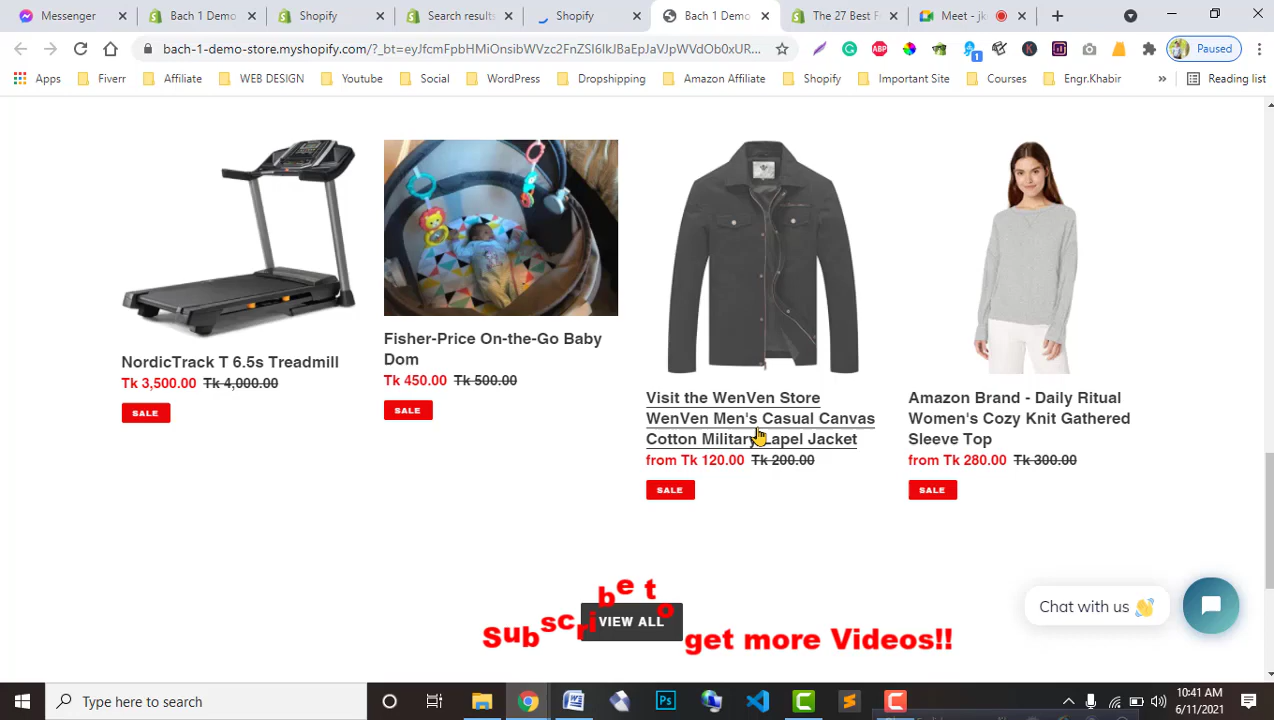 Messenger
Bach 1 Demo
Shopify
Search results
Shopify
Bach 1 Demo
The 27 Best F
Meet - jk
bach-1-demo-store.myshopify.com/?_bt=
Paused
Apps
Fiverr
Affiliate
WEB DESIGN
Youtube
Social
WordPress
Dropshipping
Amazon Affiliate
Shopify
Important Site
Courses
Engr.Khabir
»
Reading list
NordicTrack T 6.5s Treadmill
Tk 3,500.00 Tk 4,000.00
SALE
Fisher-Price On-the-Go Baby
Dom
Tk 450.00 Tk 500.00
SALE
Visit the WenVen Store
WenVen Men's Casual Canvas
Cotton Military Lapel Jacket
from Tk 120.00 Tk 200.00
SALE
Amazon Brand - Daily Ritual
Women's Cozy Knit Gathered
Sleeve Top
from Tk 280.00 Tk 300.00
SALE
VIEW ALL
Subscribe to get more Videos!!
Chat with us 👋
Type here to search
10:41 AM
6/11/2021